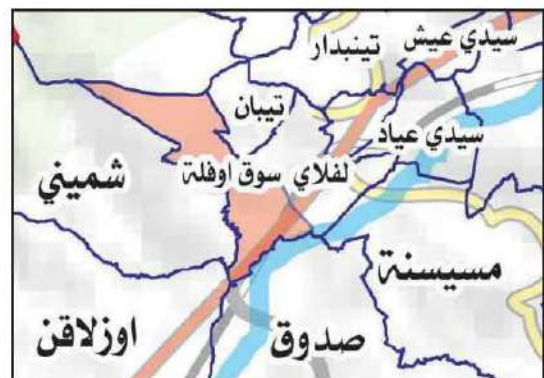 سيدي عيش
تينبدار
تيبان
سيدي عياد
لفلاي
سوق اوفلة
شميني
مسيسنة
صدوق
اوزلاقن